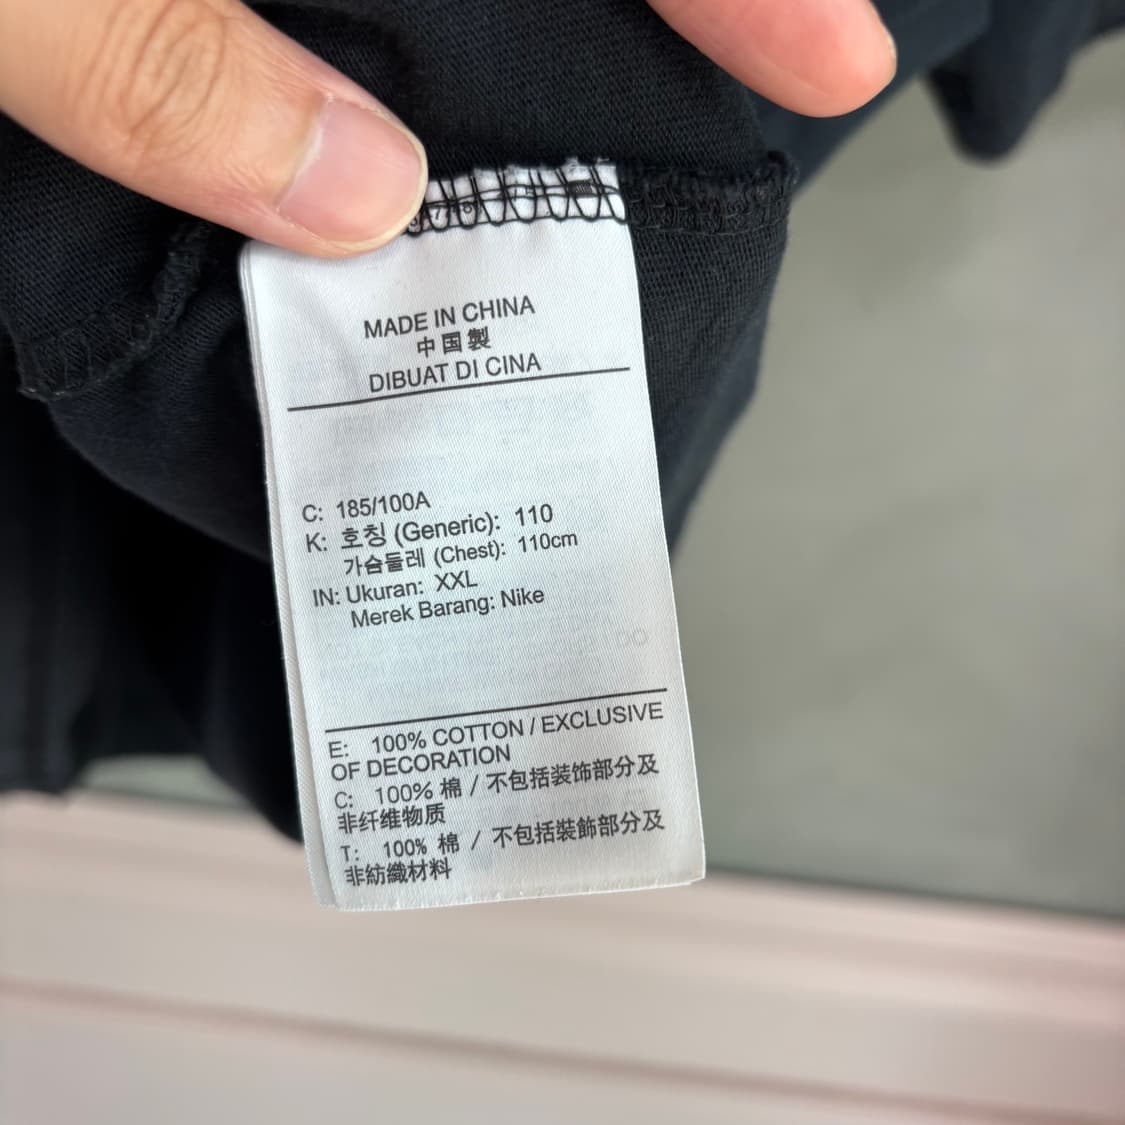 MADE IN CHINA
中国製
DIBUAT DI CINA
C: 185/100A
K: 호칭 (Generic): 110
가슴둘레 (Chest): 110cm
IN: Ukuran: XXL
Merek Barang: Nike
E: 100% COTTON / EXCLUSIVE
OF DECORATION
C: 100% 棉 / 不包括装饰部分及
非纤维物质
T: 100% 棉 / 不包括裝飾部分及
非紡織材料